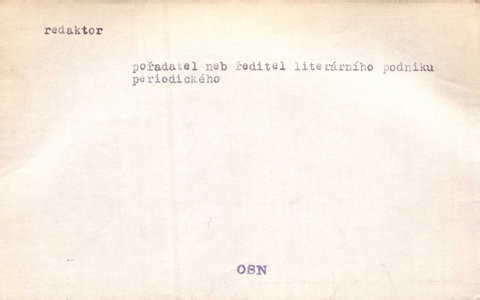 redaktor
pořadatel neb ředitel literárního podniku
periodického
OSN